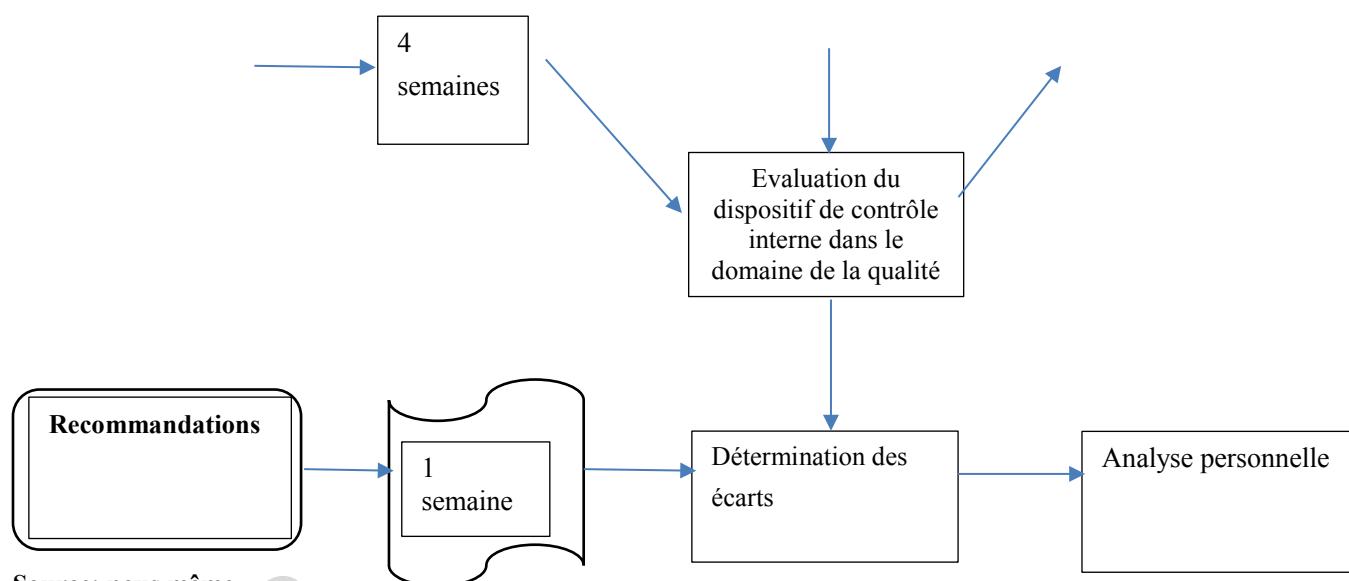 4
semaines
Evaluation du
dispositif de contrôle
interne dans le
domaine de la qualité
Recommandations
1
semaine
Détermination des
écarts
Analyse personnelle